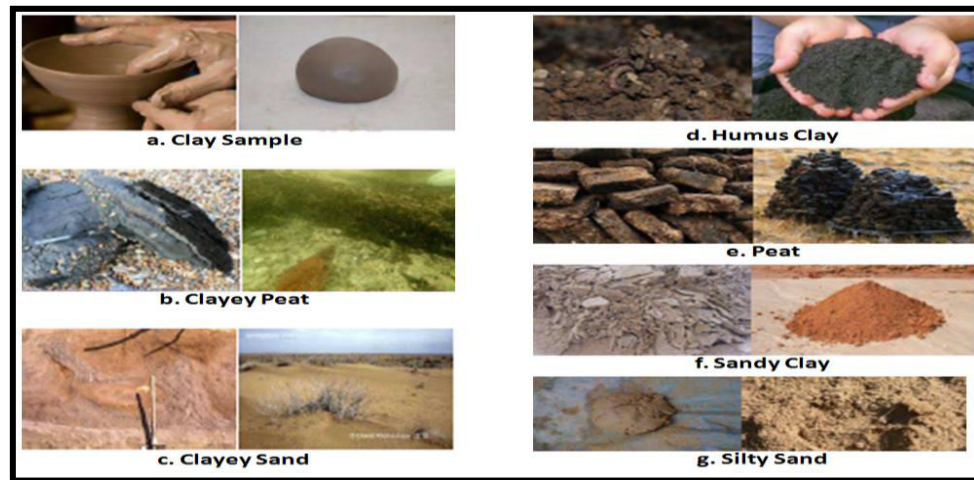 a. Clay Sample
b. Clayey Peat
c. Clayey Sand
d. Humus Clay
e. Peat
f. Sandy Clay
g. Silty Sand